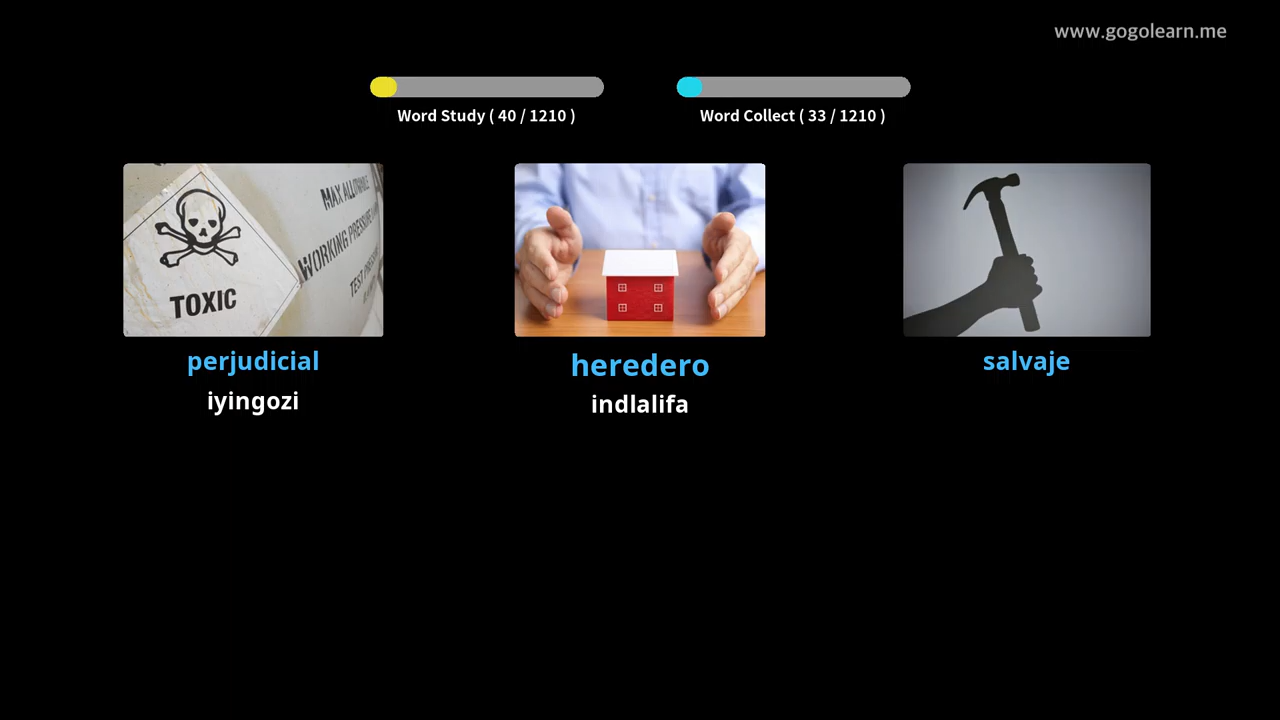 www.gogolearn.me
Word Study ( 40 / 1210 )
Word Collect ( 33 / 1210 )
TOXIC
MAX ALLOWABLE
WORKING PRESSURE
TEST
perjudicial
heredero
salvaje
iyingozi
indlalifa